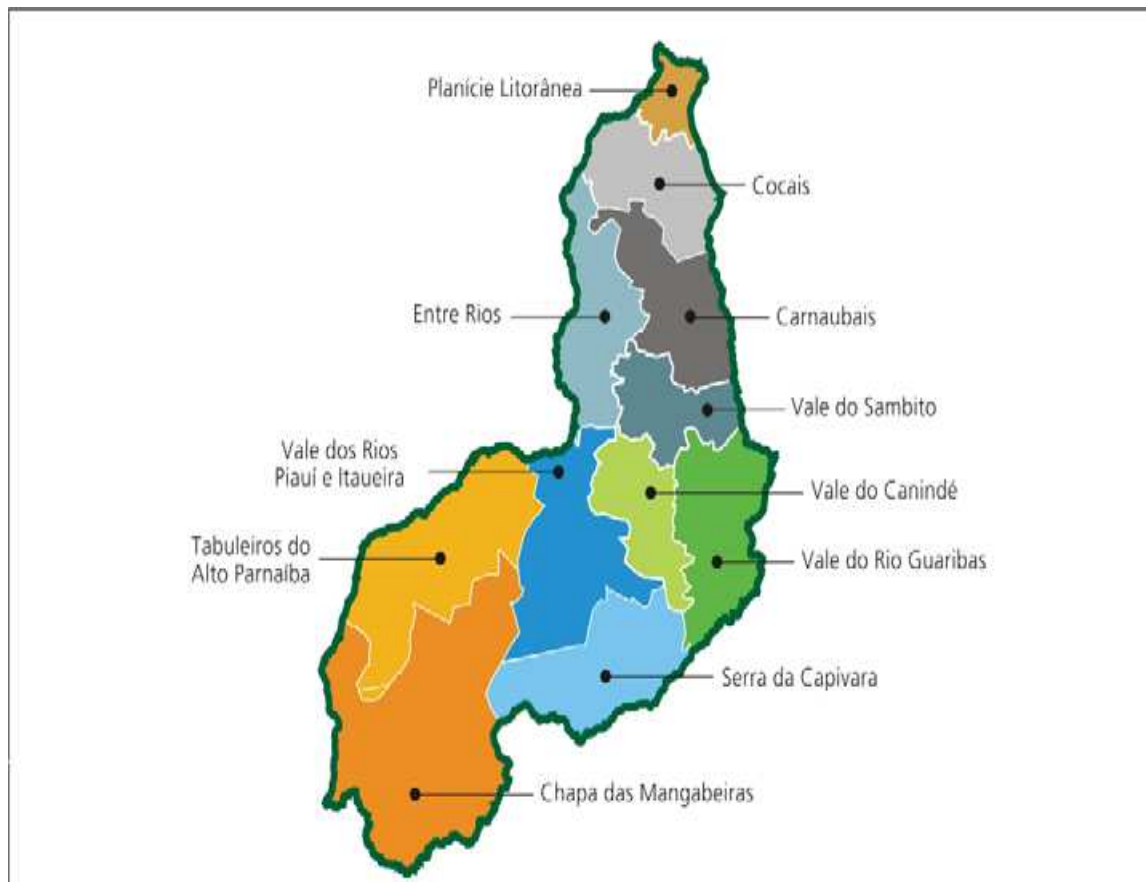 Planície Litorânea
Cocais
Entre Rios
Carnaubais
Vale do Sambito
Vale dos Rios
Piauí e Itaueira
Vale do Canindé
Tabuleiros do
Alto Parnaíba
Vale do Rio Guaribas
Serra da Capivara
Chapa das Mangabeiras